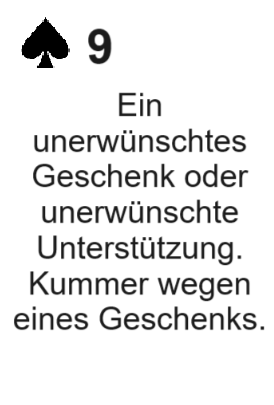 ♠ 9
Ein
unerwünschtes
Geschenk oder
unerwünschte
Unterstützung.
Kummer wegen
eines Geschenks.